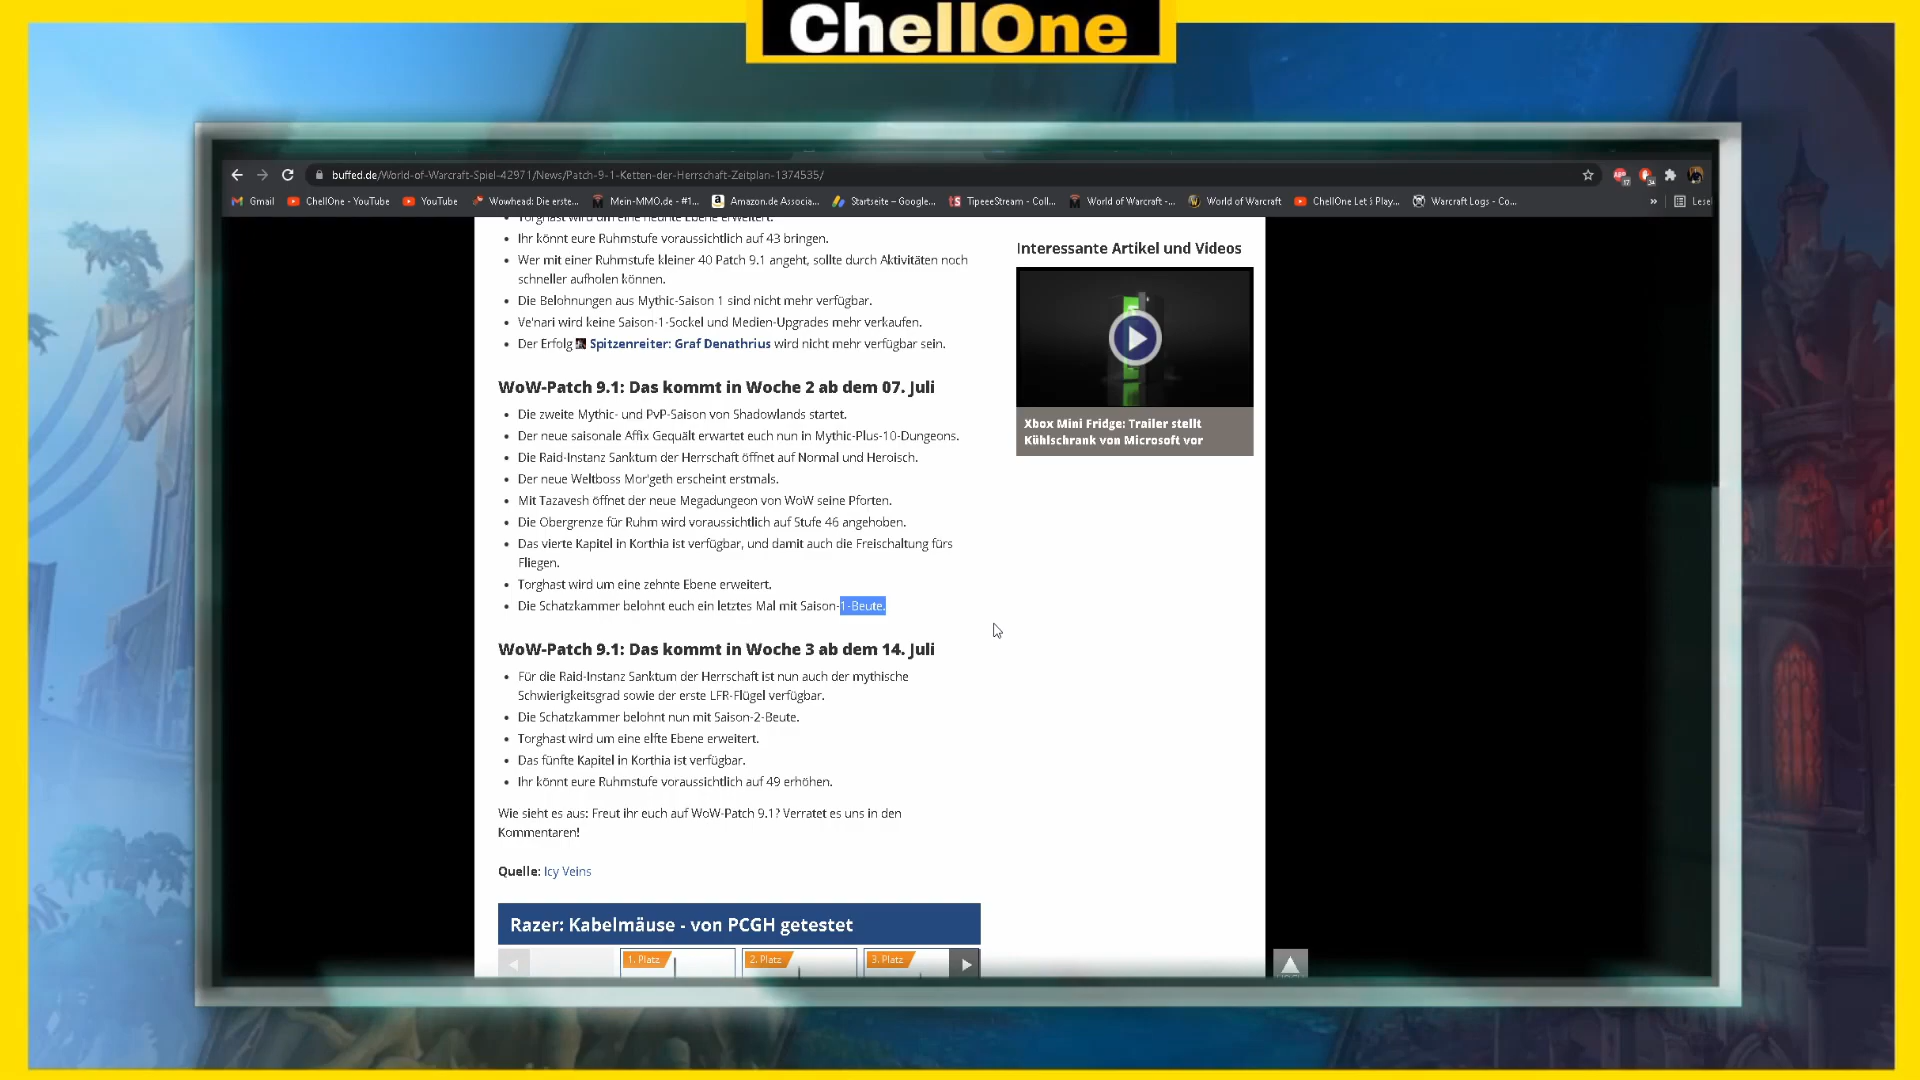 ChellOne
buffed.de/World-of-Warcraft-Spiel-42971/News/Patch-9-1-Ketten-der-Herrschaft-Zeitplan-1374535/
Gmail
ChellOne - YouTube
YouTube
Wowhead: Die erste...
Mein-MMO.de - #1...
Amazon.de Associa...
Startseite – Google...
TipeeeStream - Coll...
World of Warcraft -...
World of Warcraft
ChellOne Let´s Play...
Warcraft Logs - Co...
»
Torghast wird um eine neunte Ebene erweitert.
• Ihr könnt eure Ruhmstufe voraussichtlich auf 43 bringen.
• Wer mit einer Ruhmstufe kleiner 40 Patch 9.1 angeht, sollte durch Aktivitäten noch
schneller aufholen können.
• Die Belohnungen aus Mythic-Saison 1 sind nicht mehr verfügbar.
• Ve'nari wird keine Saison-1-Sockel und Medien-Upgrades mehr verkaufen.
• Der Erfolg Spitzenreiter: Graf Denathrius wird nicht mehr verfügbar sein.
WoW-Patch 9.1: Das kommt in Woche 2 ab dem 07. Juli
• Die zweite Mythic- und PvP-Saison von Shadowlands startet.
• Der neue saisonale Affix Gequält erwartet euch nun in Mythic-Plus-10-Dungeons.
• Die Raid-Instanz Sanktum der Herrschaft öffnet auf Normal und Heroisch.
• Der neue Weltboss Mor'geth erscheint erstmals.
• Mit Tazavesh öffnet der neue Megadungeon von WoW seine Pforten.
• Die Obergrenze für Ruhm wird voraussichtlich auf Stufe 46 angehoben.
• Das vierte Kapitel in Korthia ist verfügbar, und damit auch die Freischaltung fürs
Fliegen.
• Torghast wird um eine zehnte Ebene erweitert.
• Die Schatzkammer belohnt euch ein letztes Mal mit Saison-1-Beute.
WoW-Patch 9.1: Das kommt in Woche 3 ab dem 14. Juli
• Für die Raid-Instanz Sanktum der Herrschaft ist nun auch der mythische
Schwierigkeitsgrad sowie der erste LFR-Flügel verfügbar.
• Die Schatzkammer belohnt nun mit Saison-2-Beute.
• Torghast wird um eine elfte Ebene erweitert.
• Das fünfte Kapitel in Korthia ist verfügbar.
• Ihr könnt eure Ruhmstufe voraussichtlich auf 49 erhöhen.
Wie sieht es aus: Freut ihr euch auf WoW-Patch 9.1? Verratet es uns in den
Kommentaren!
Quelle: Icy Veins
Razer: Kabelmäuse - von PCGH getestet
1. Platz
2. Platz
3. Platz
Interessante Artikel und Videos
Xbox Mini Fridge: Trailer stellt
Kühlschrank von Microsoft vor